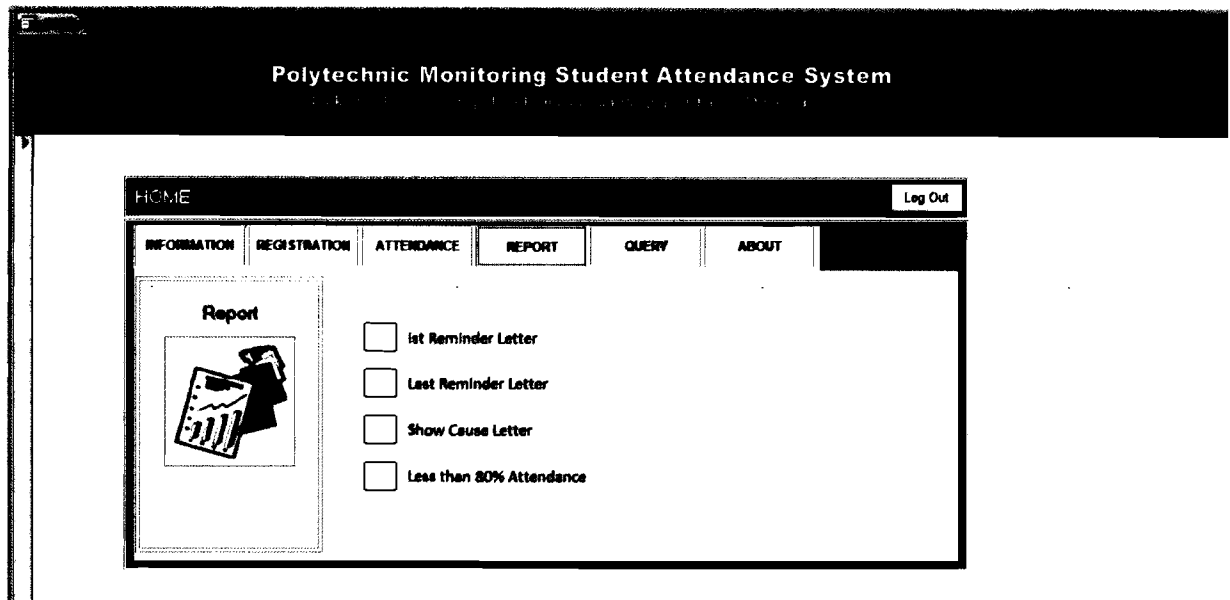 Polytechnic Monitoring Student Attendance System
HOME
Log Out
INFORMATION REGISTRATION ATTENDANCE REPORT QUERY ABOUT
Report
1st Reminder Letter
Last Reminder Letter
Show Cause Letter
Less than 80% Attendance